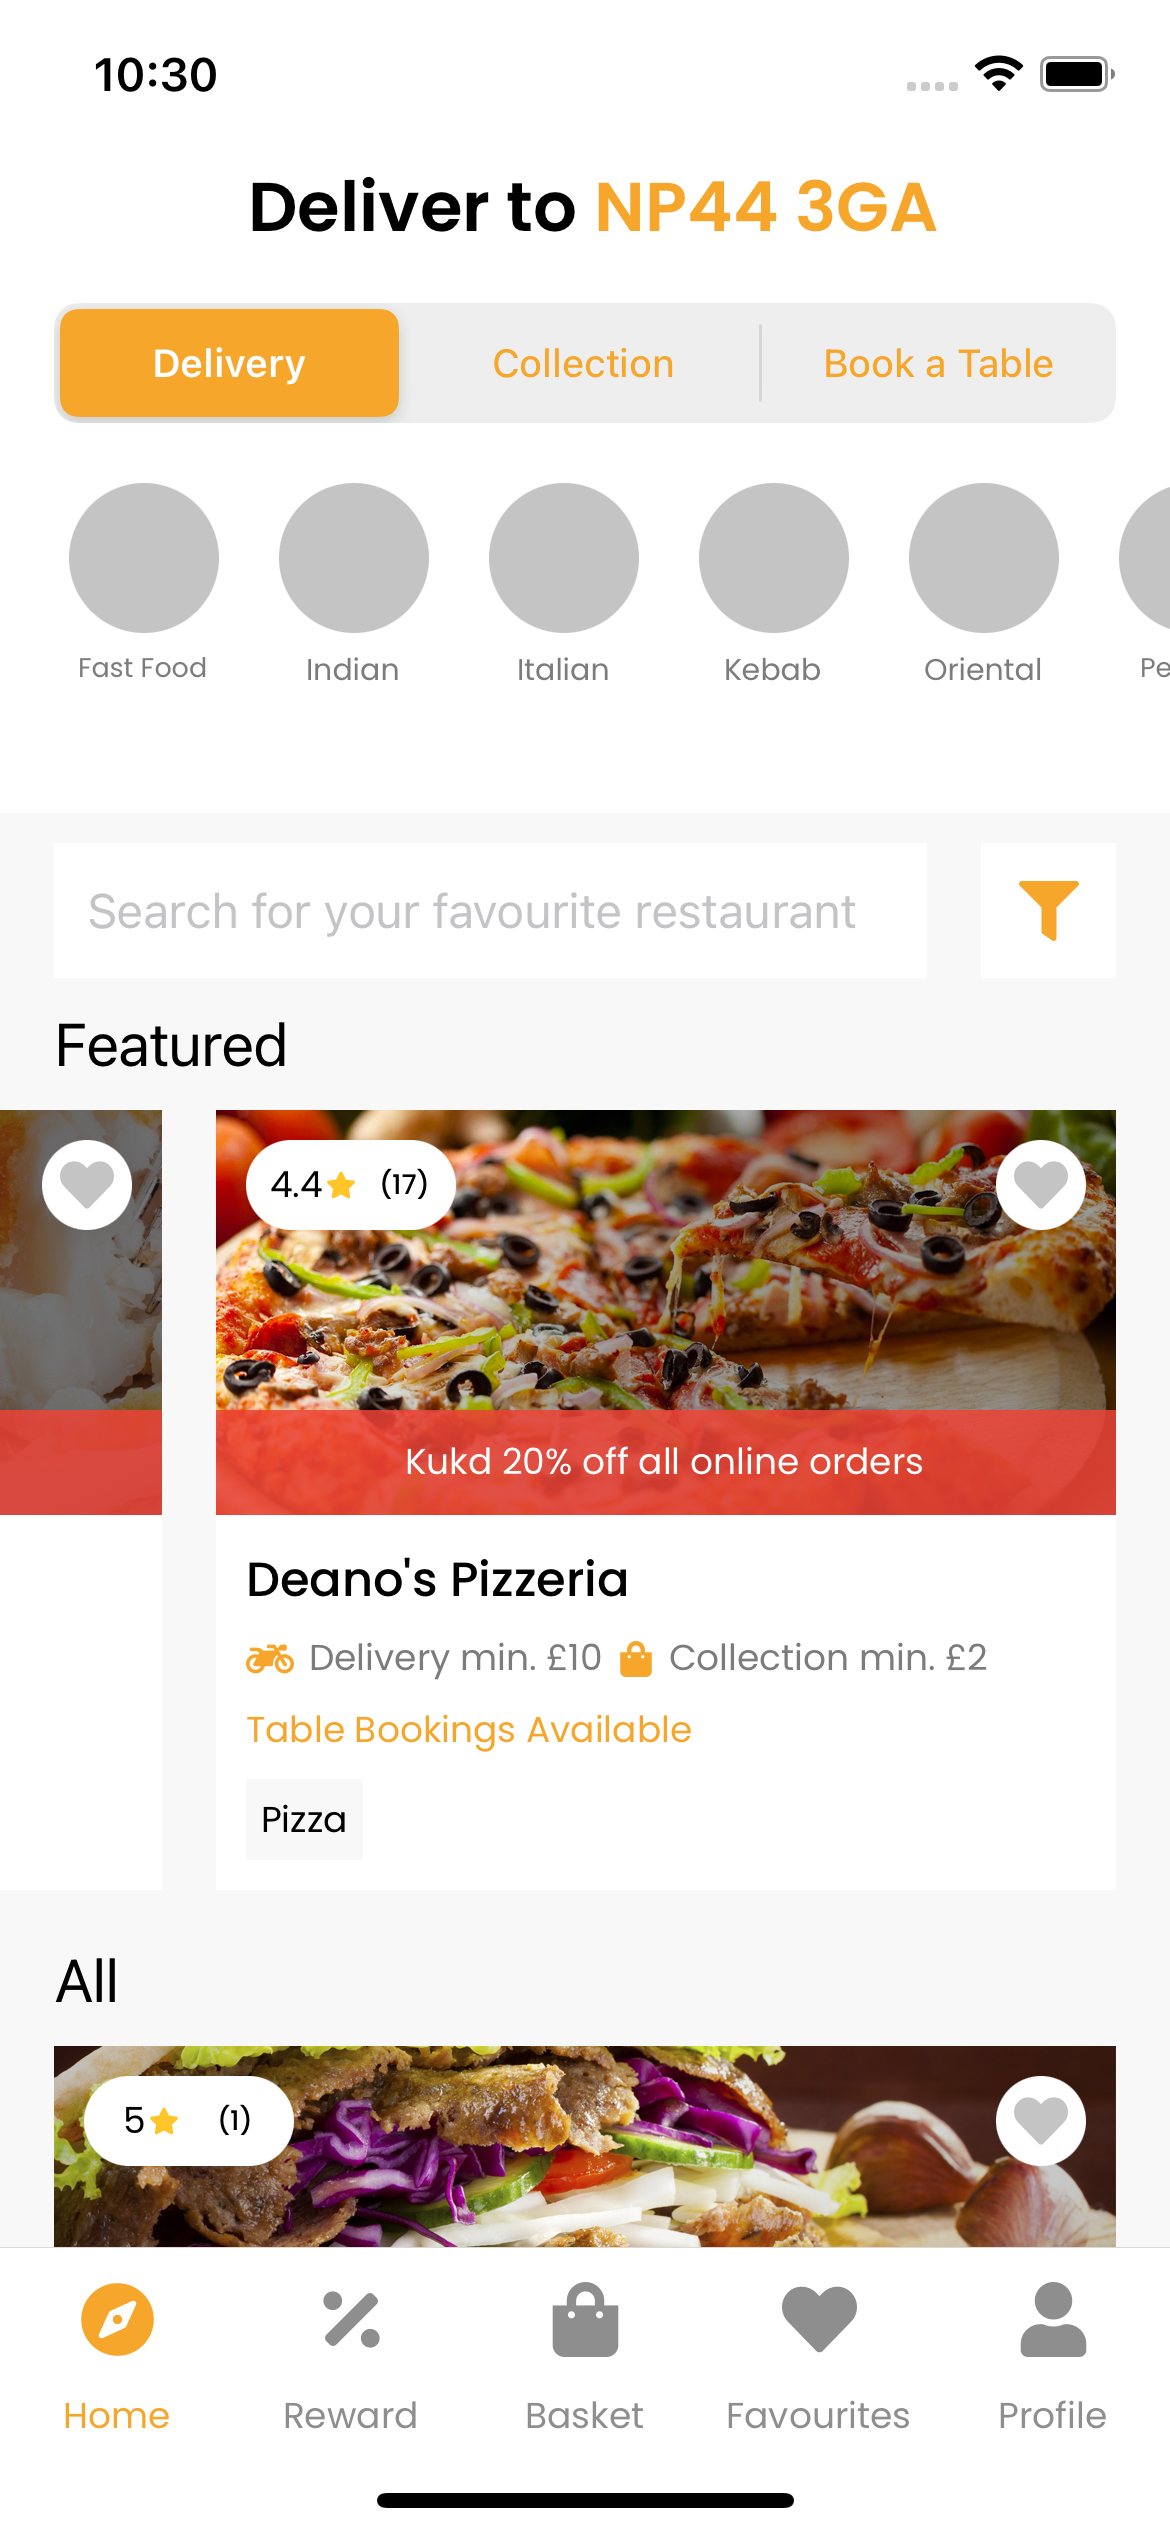 10:30
Deliver to NP44 3GA
Delivery Collection Book a Table
Fast Food Indian Italian Kebab Oriental Pe
Search for your favourite restaurant
Featured
4.4 (17)
Kukd 20% off all online orders
Deano's Pizzeria
Delivery min. £10 Collection min. £2
Table Bookings Available
Pizza
All
5 (1)
Home Reward Basket Favourites Profile